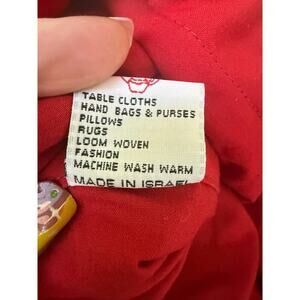 TABLE CLOTHS
HAND BAGS & PURSES
PILLOWS
RUGS
LOOM WOVEN
FASHION
MACHINE WASH WARM
MADE IN ISRAEL